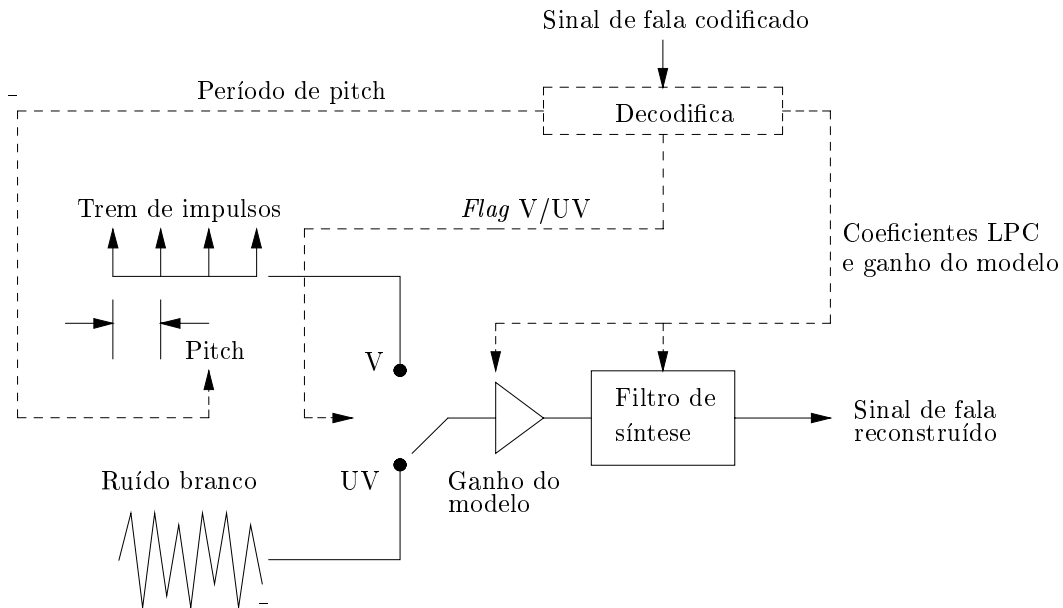 Sinal de fala codificado
Período de pitch
Decodifica
Trem de impulsos
Flag V/UV
Coeficientes LPC
e ganho do modelo
Pitch
V
Filtro de
síntese
Sinal de fala
reconstruído
UV
Ganho do
modelo
Ruído branco